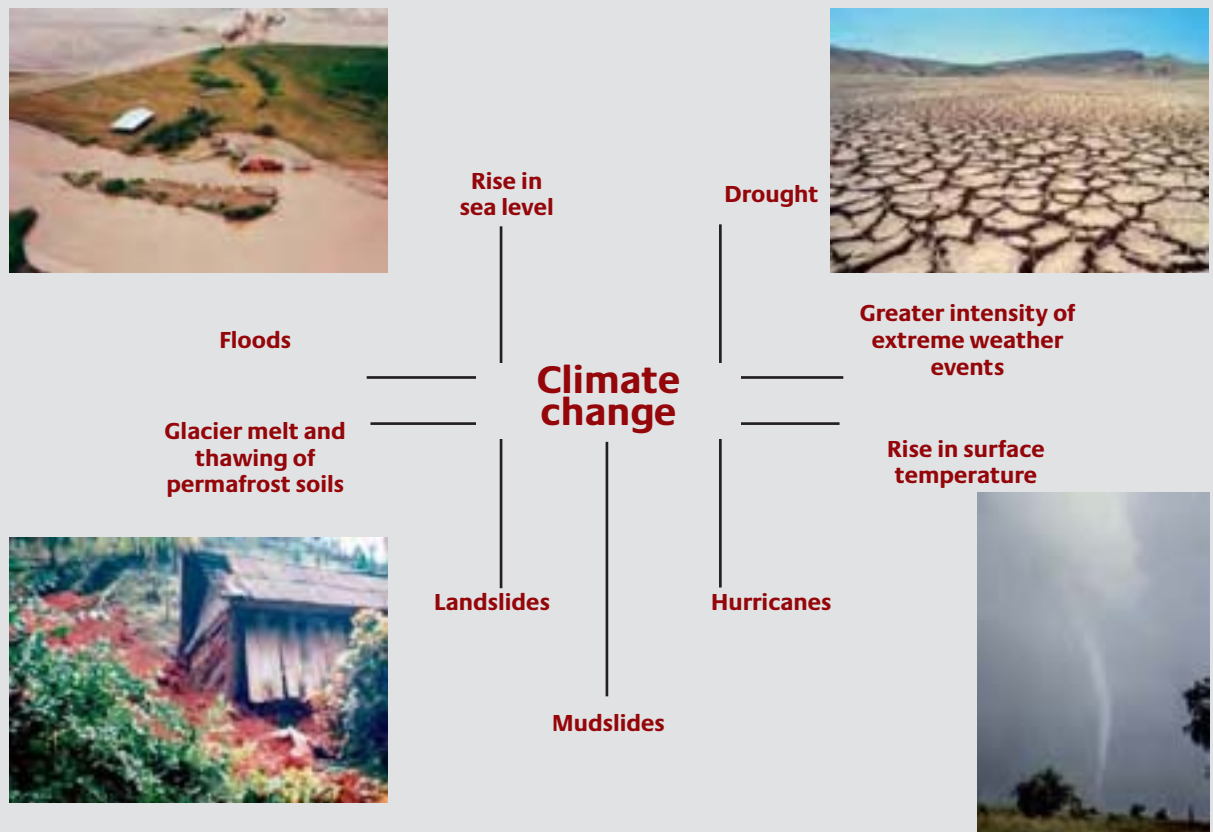 Rise in
sea level
Drought
Floods
Greater intensity of
extreme weather
events
Climate
change
Glacier melt and
thawing of
permafrost soils
Rise in surface
temperature
Landslides
Hurricanes
Mudslides